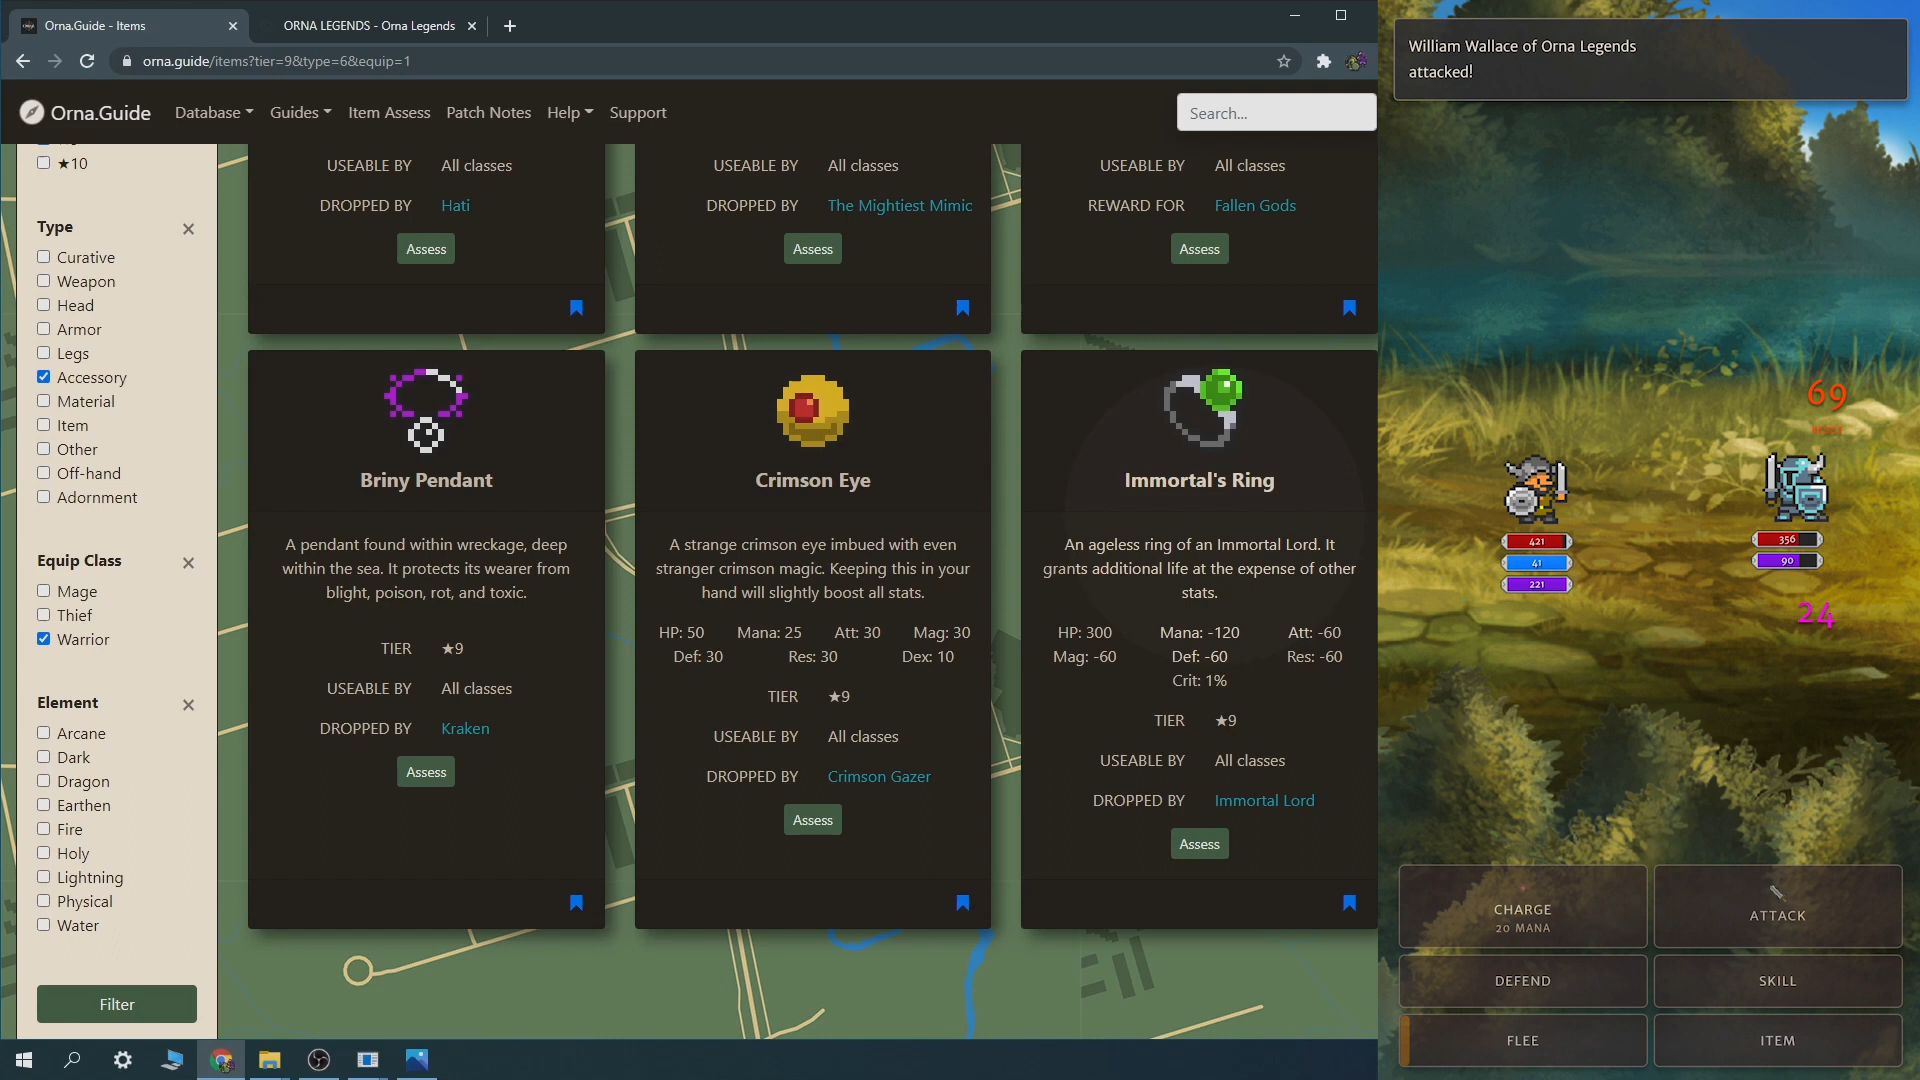 Orna.Guide - Items
ORNA LEGENDS - Orna Legends
orna.guide/items?tier=9&type=6&equip=1
Orna.Guide
Database
Guides
Item Assess
Patch Notes
Help
Support
Search...
★10
Type
Curative
Weapon
Head
Armor
Legs
Accessory
Material
Item
Other
Off-hand
Adornment
Equip Class
Mage
Thief
Warrior
Element
Arcane
Dark
Dragon
Earthen
Fire
Holy
Lightning
Physical
Water
Filter
USEABLE BY All classes
DROPPED BY Hati
Assess
USEABLE BY All classes
DROPPED BY The Mightiest Mimic
Assess
USEABLE BY All classes
REWARD FOR Fallen Gods
Assess
Briny Pendant
A pendant found within wreckage, deep
within the sea. It protects its wearer from
blight, poison, rot, and toxic.
TIER ★9
USEABLE BY All classes
DROPPED BY Kraken
Assess
Crimson Eye
A strange crimson eye imbued with even
stranger crimson magic. Keeping this in your
hand will slightly boost all stats.
HP: 50 Mana: 25 Att: 30 Mag: 30
Def: 30 Res: 30 Dex: 10
TIER ★9
USEABLE BY All classes
DROPPED BY Crimson Gazer
Assess
Immortal's Ring
An ageless ring of an Immortal Lord. It
grants additional life at the expense of other
stats.
HP: 300 Mana: -120 Att: -60
Mag: -60 Def: -60 Res: -60
Crit: 1%
TIER ★9
USEABLE BY All classes
DROPPED BY Immortal Lord
Assess
William Wallace of Orna Legends
attacked!
69
421
41
221
356
90
24
CHARGE
20 MANA
ATTACK
DEFEND
SKILL
FLEE
ITEM